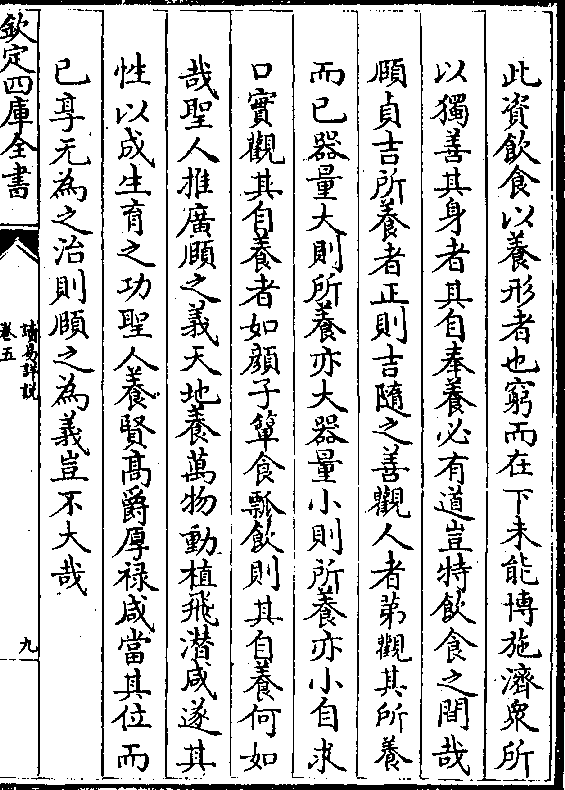 此資飲食以養形者也窮而在下未能博施濟衆所
以獨善其身者其自奉養必有道豈特飲食之間哉
頤貞吉所養者正則吉隨之善觀人者苐觀其所養
而已器量大則所養亦大器量小則所養亦小自求
口實觀其自養者如顔子簞食瓢飲則其自養何如
哉聖人推廣頤之義天地養萬物動植飛潛咸遂其
性以成生育之功聖人養賢髙爵厚禄咸當其位而
已享无為之治則頤之為義豈不大哉
欽定四庫全書
讀易詳説
卷五
九